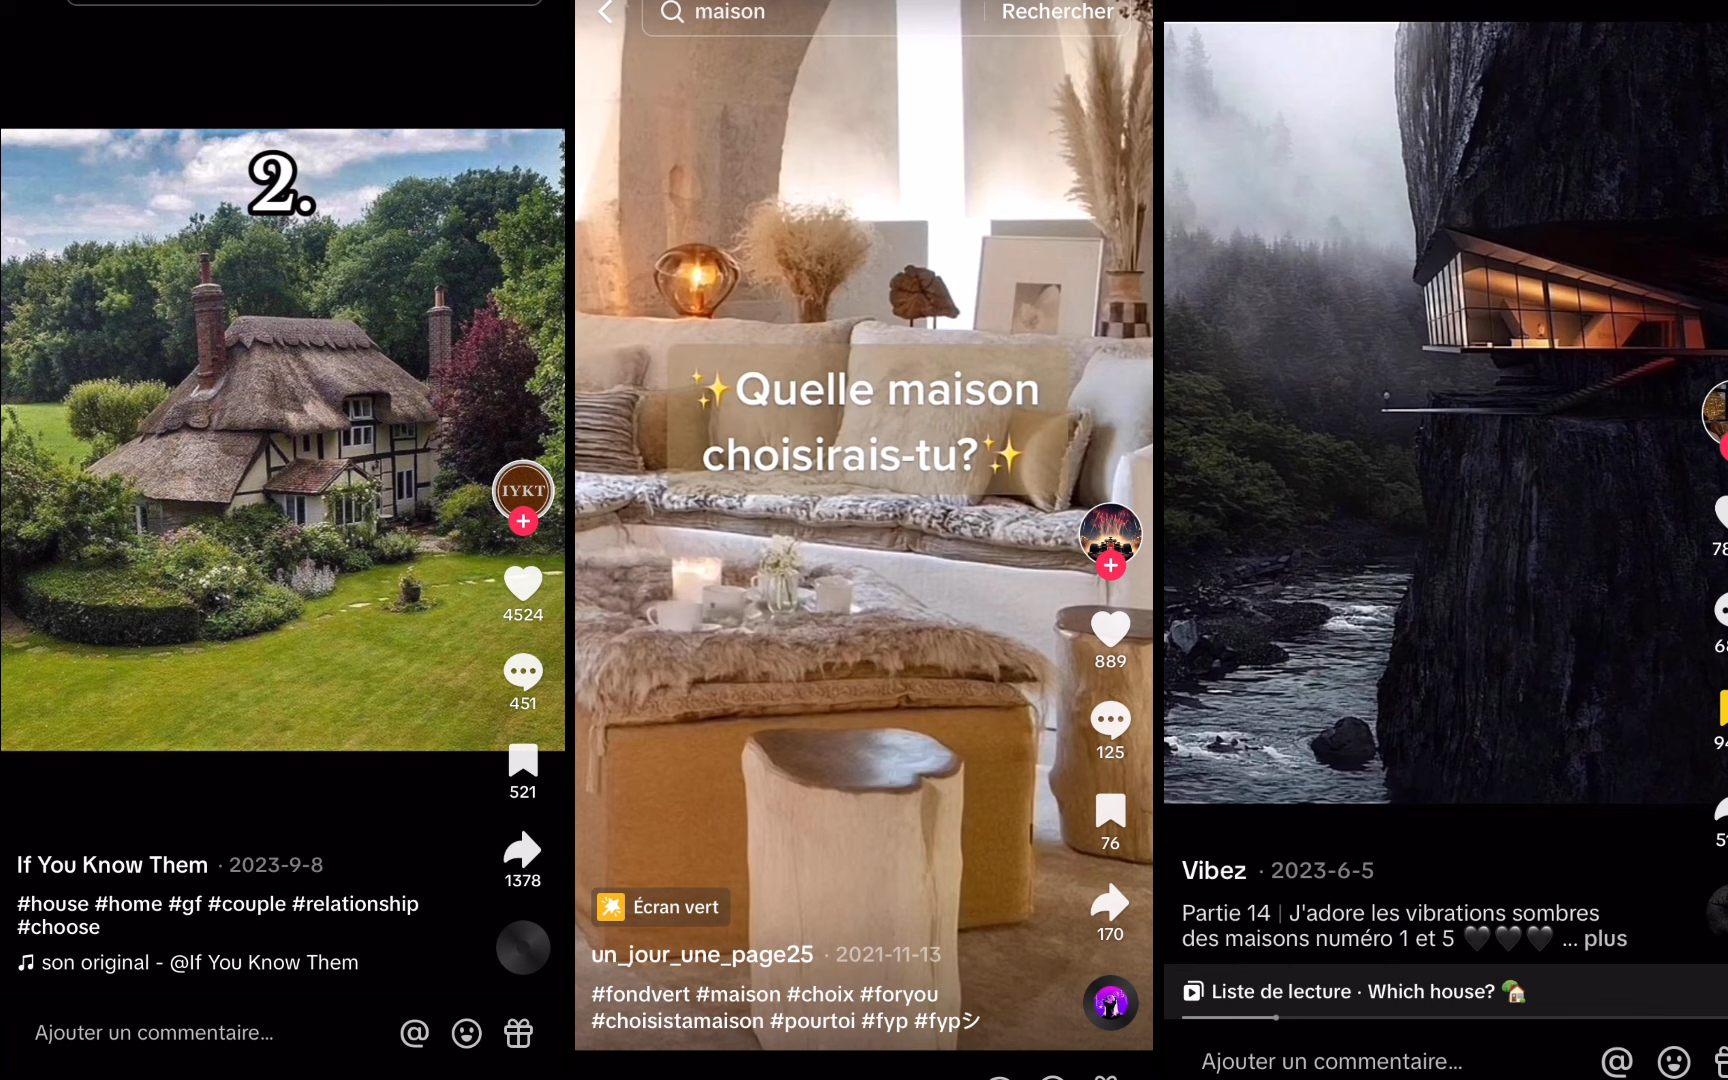 2.
IYKT
4524
451
521
1378
If You Know Them · 2023-9-8
#house #home #gf #couple #relationship
#choose
son original - @If You Know Them
Ajouter un commentaire...
maison
Rechercher
✨Quelle maison
choisirais-tu?✨
889
125
76
170
Écran vert
un_jour_une_page25 · 2021-11-13
#fondvert #maison #choix #foryou
#choisistamaison #pourtoi #fyp #fypシ
Vibez · 2023-6-5
Partie 14 | J'adore les vibrations sombres
des maisons numéro 1 et 5 🖤🖤🖤 ... plus
Liste de lecture · Which house? 🏡
Ajouter un commentaire...